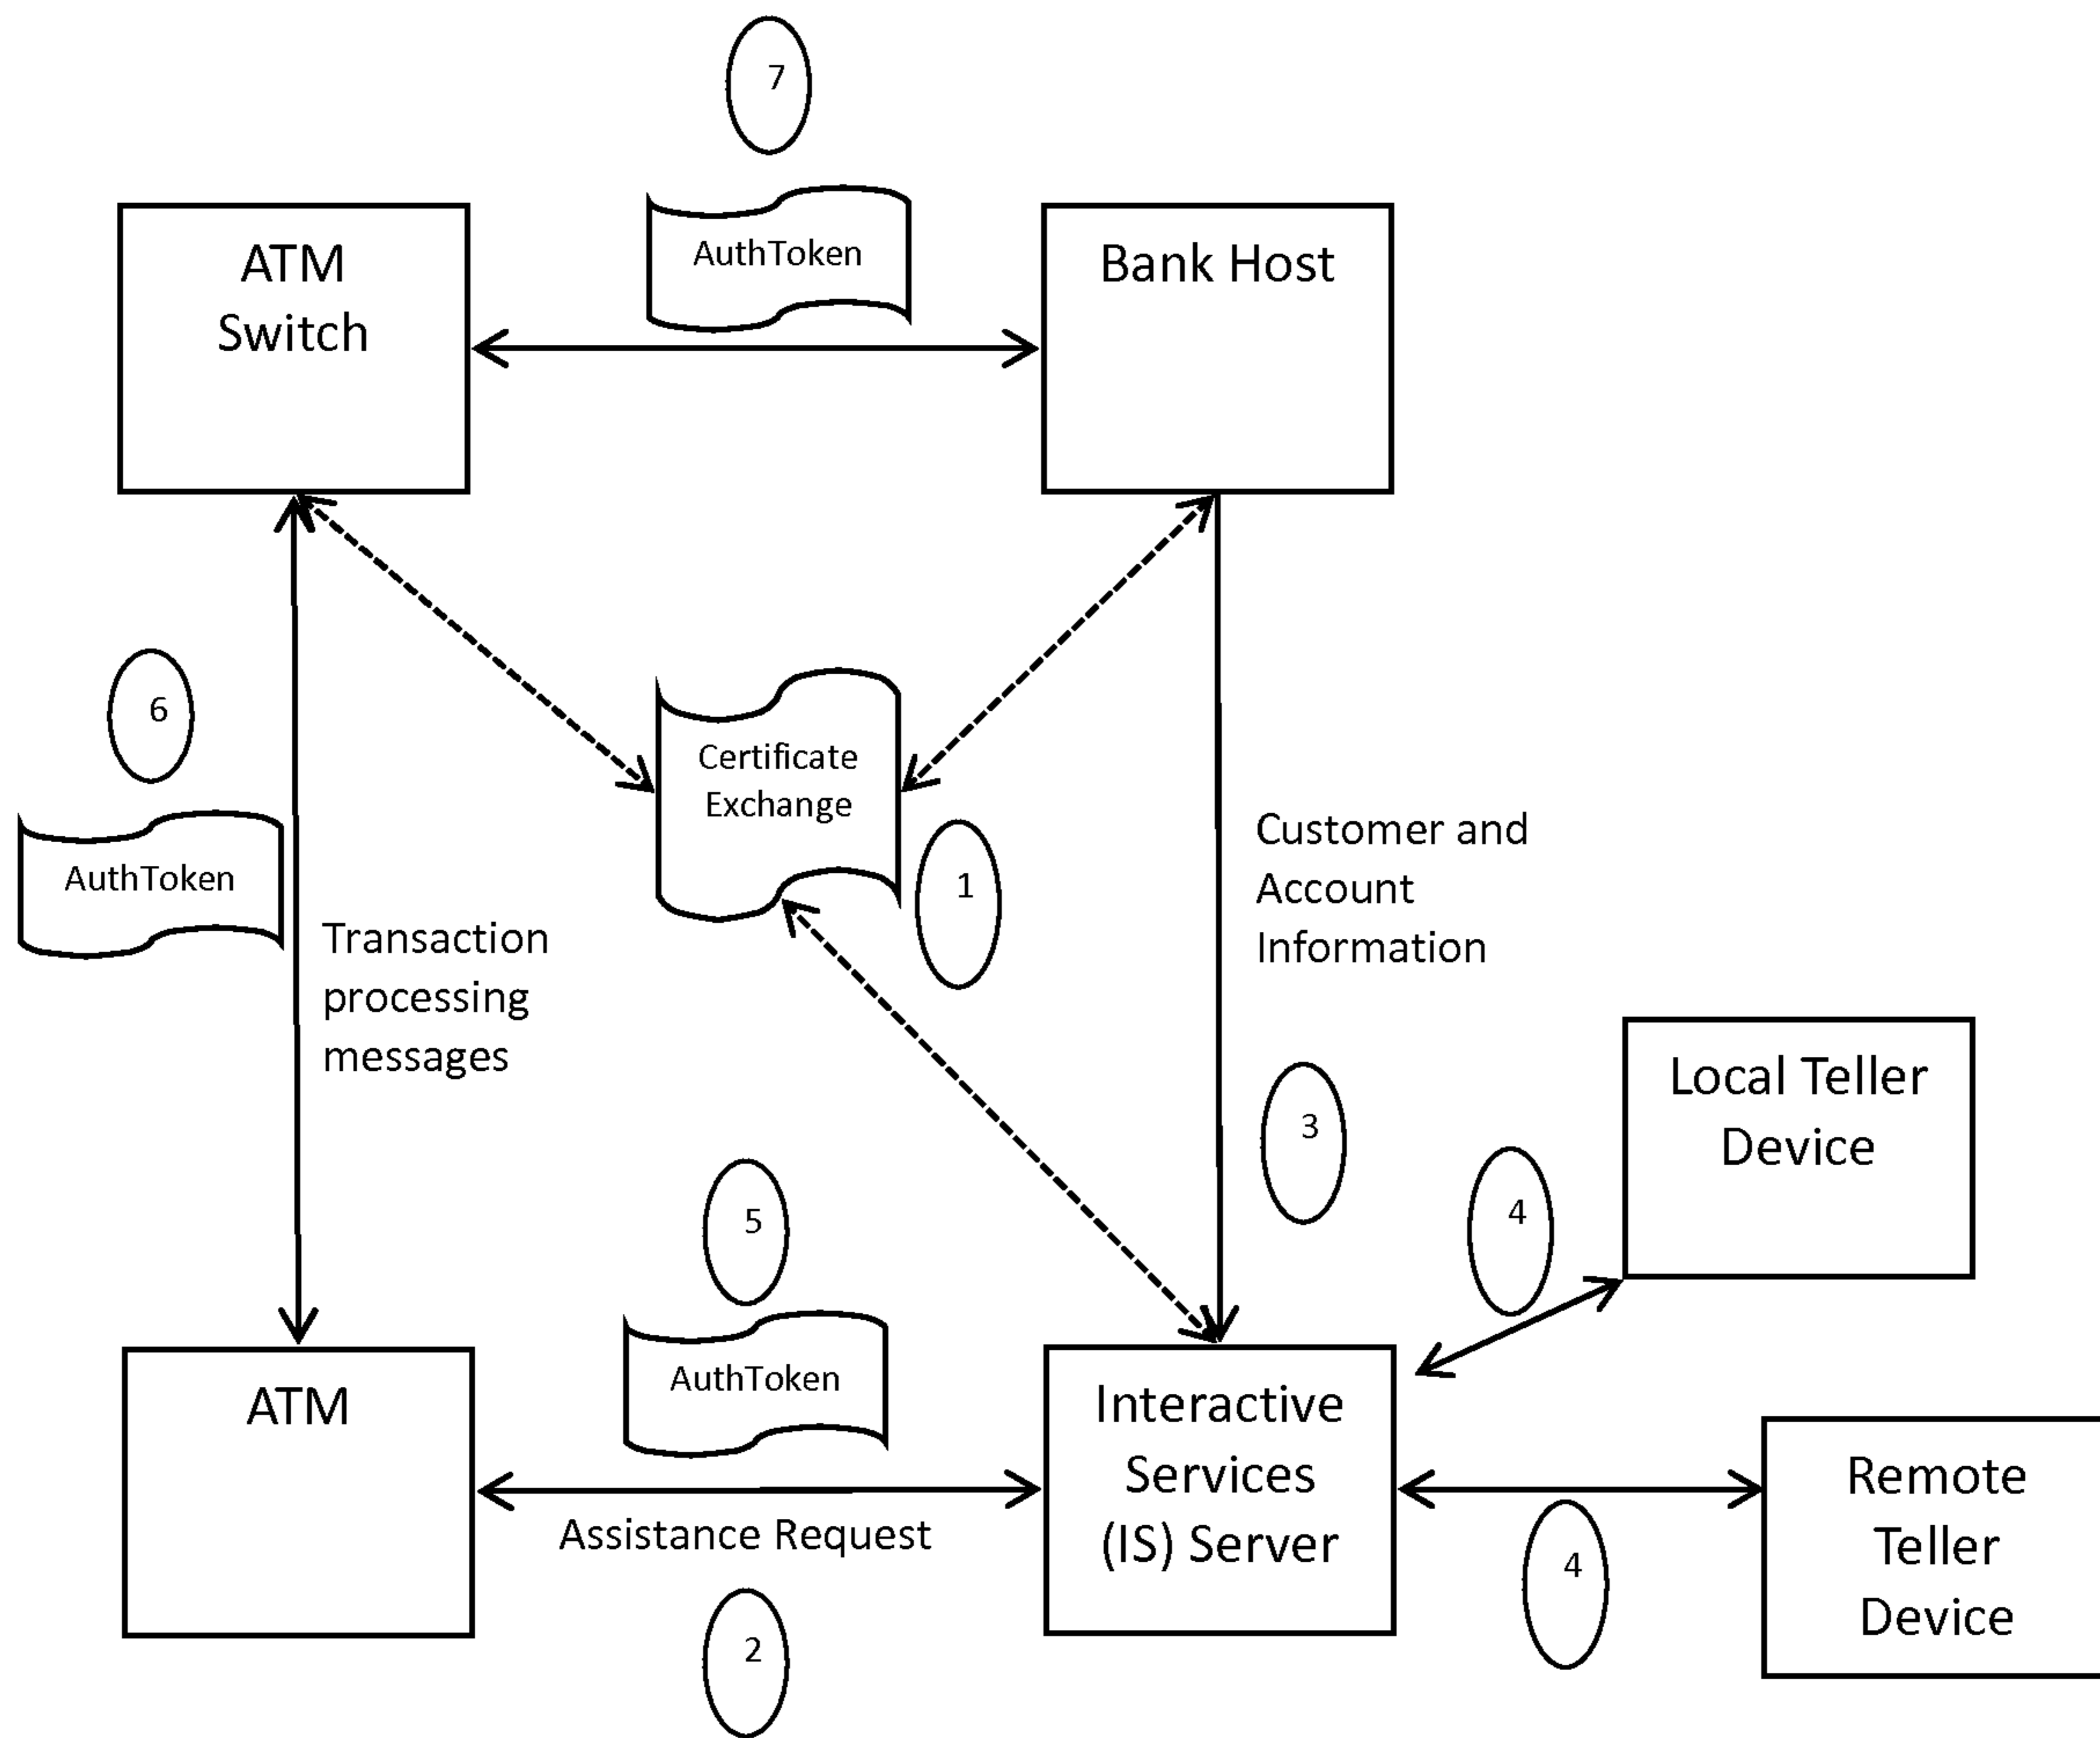 7
AuthToken
ATM
Switch
Bank Host
6
AuthToken
Transaction
processing
messages
Certificate
Exchange
1
Customer and
Account
Information
3
Local Teller
Device
4
5
AuthToken
ATM
Assistance Request
2
Interactive
Services
(IS) Server
4
Remote
Teller
Device